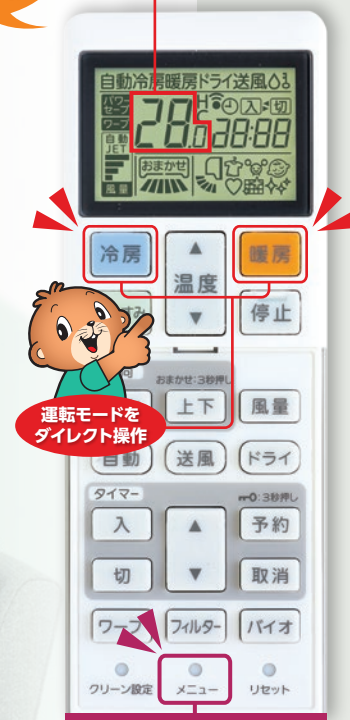 自動冷房暖房ドライ送風
パワーセーブ
ワープ
自動
JET
風量
28.0
H
入
切
88:88
おまかせ
冷房
▲
温度
▼
暖房
停止
すみ
可
おまかせ:3秒押し
上下
風量
運転モードを
ダイレクト操作
自動
送風
ドライ
タイマー
:3秒押し
入
▲
予約
切
▼
取消
ワープ
フィルター
バイオ
クリーン設定
メニュー
リセット